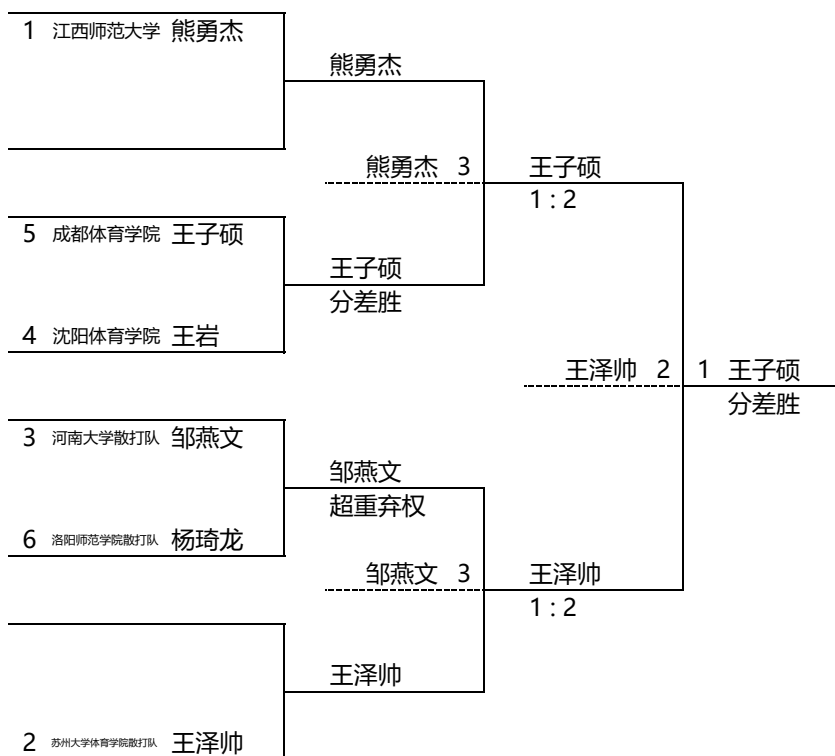 1 江西师范大学 熊勇杰
熊勇杰
熊勇杰 3
王子硕
1 : 2
5 成都体育学院 王子硕
王子硕
分差胜
4 沈阳体育学院 王岩
王泽帅 2
1 王子硕
分差胜
3 河南大学散打队 邹燕文
邹燕文
超重弃权
6 洛阳师范学院散打队 杨琦龙
邹燕文 3
王泽帅
1 : 2
王泽帅
2 苏州大学体育学院散打队 王泽帅